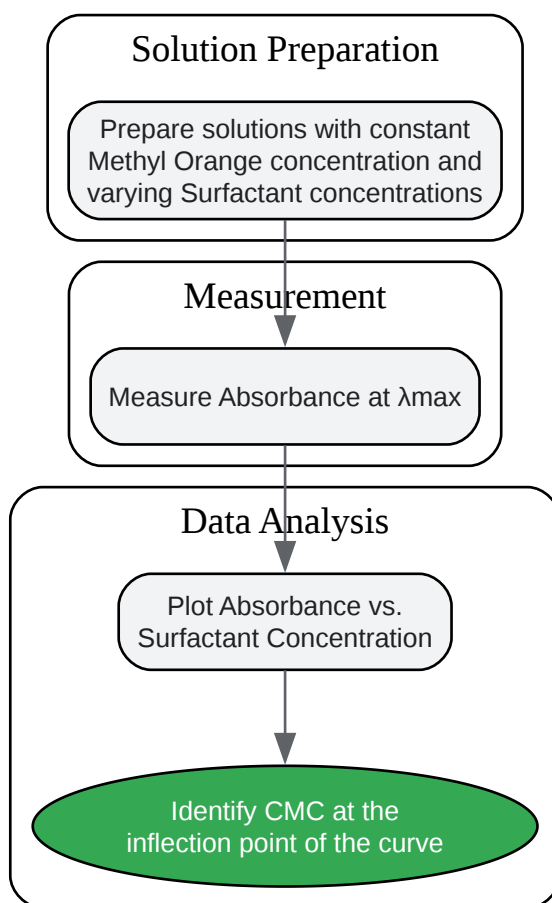 Solution Preparation
Prepare solutions with constant
Methyl Orange concentration and
varying Surfactant concentrations
Measurement
Measure Absorbance at λmax
Data Analysis
Plot Absorbance vs.
Surfactant Concentration
Identify CMC at the
inflection point of the curve